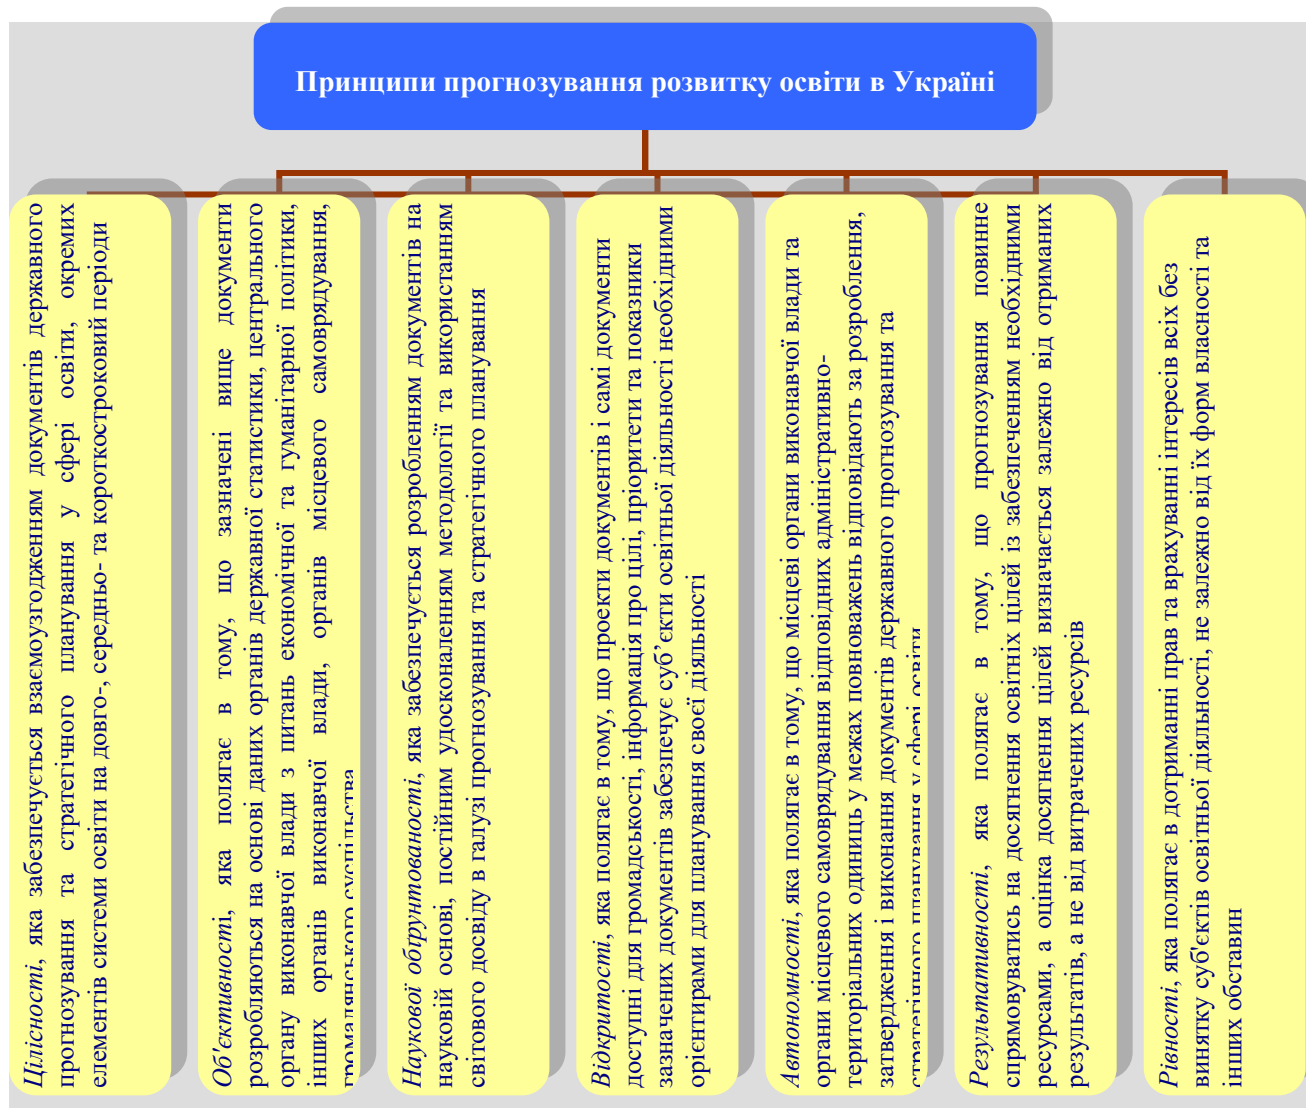 Принципи прогнозування розвитку освіти в Україні
Цілісності, яка забезпечується взаємоузгодженням документів державного
прогнозування та стратегічного планування у сфері освіти, окремих
елементів системи освіти на довго-, середньо- та короткостроковий періоди
Об'єктивності, яка полягає в тому, що зазначені вище документи
розробляються на основі даних органів державної статистики, центрального
органу виконавчої влади з питань економічної та гуманітарної політики,
інших органів виконавчої влади, органів місцевого самоврядування,
громадянського суспільства
Наукової обґрунтованості, яка забезпечується розробленням документів на
науковій основі, постійним удосконаленням методології та використанням
світового досвіду в галузі прогнозування та стратегічного планування
Відкритості, яка полягає в тому, що проекти документів і самі документи
доступні для громадськості, інформація про цілі, пріоритети та показники
зазначених документів забезпечує суб’єкти освітньої діяльності необхідними
орієнтирами для планування своєї діяльності
Автономності, яка полягає в тому, що місцеві органи виконавчої влади та
органи місцевого самоврядування відповідних адміністративно-
територіальних одиниць у межах повноважень відповідають за розроблення,
затвердження і виконання документів державного прогнозування та
стратегічного планування у сфері освіти
Результативності, яка полягає в тому, що прогнозування повинне
спрямовуватись на досягнення освітніх цілей із забезпеченням необхідними
ресурсами, а оцінка досягнення цілей визначається залежно від отриманих
результатів, а не від витрачених ресурсів
Рівності, яка полягає в дотриманні прав та врахуванні інтересів всіх без
винятку суб'єктів освітньої діяльності, не залежно від їх форм власності та
інших обставин